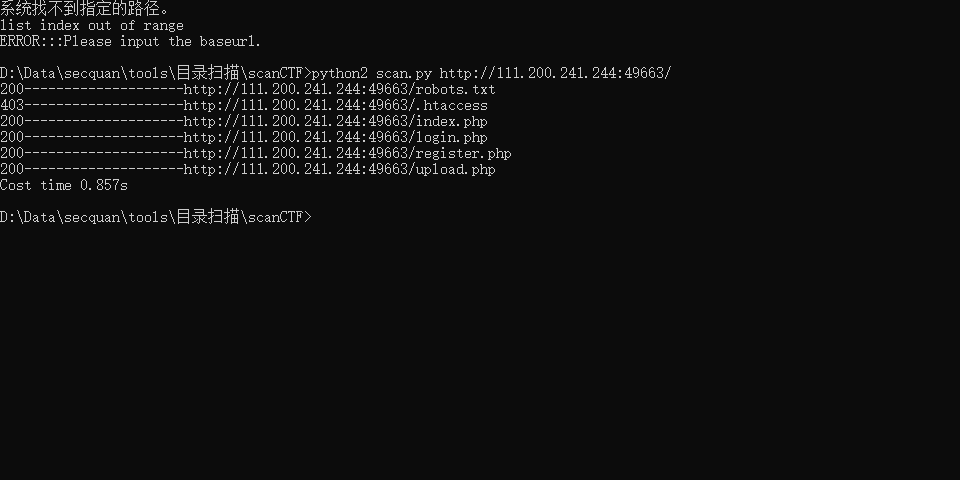 系统找不到指定的路径。
list index out of range
ERROR:::Please input the baseurl.
D:\Data\secquan\tools\目录扫描\scanCTF>python2 scan.py http://111.200.241.244:49663/
200--------------------http://111.200.241.244:49663/robots.txt
403--------------------http://111.200.241.244:49663/.htaccess
200--------------------http://111.200.241.244:49663/index.php
200--------------------http://111.200.241.244:49663/login.php
200--------------------http://111.200.241.244:49663/register.php
200--------------------http://111.200.241.244:49663/upload.php
Cost time 0.857s
D:\Data\secquan\tools\目录扫描\scanCTF>